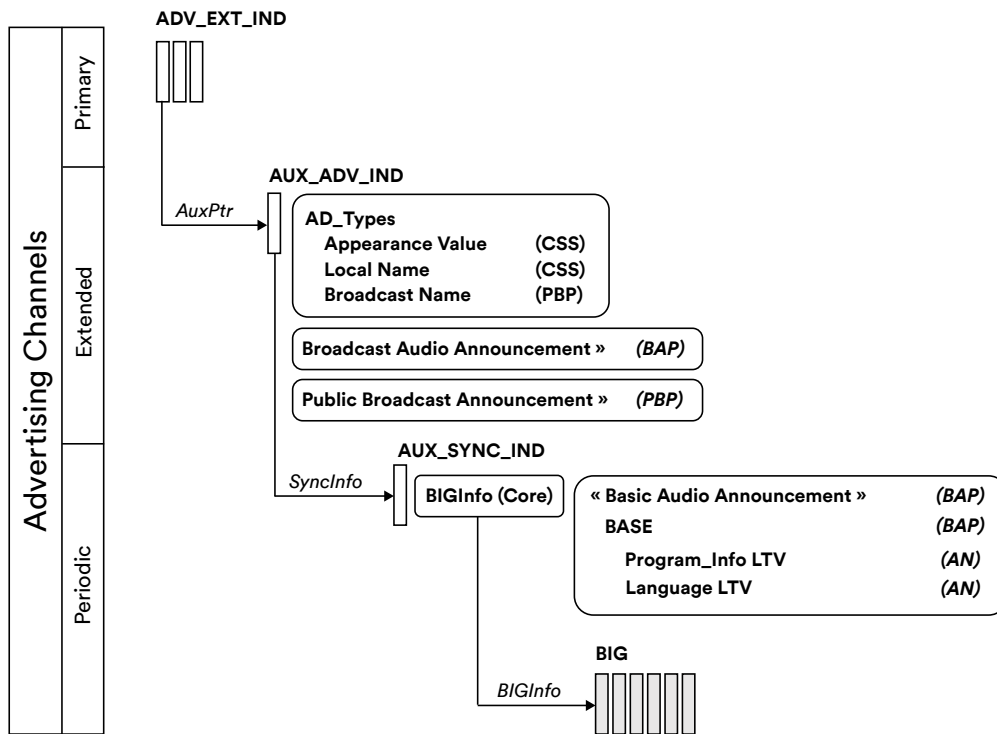 ADV_EXT_IND
Advertising Channels
Primary
Extended
Periodic
AuxPtr
AUX_ADV_IND
AD_Types
Appearance Value (CSS)
Local Name (CSS)
Broadcast Name (PBP)
Broadcast Audio Announcement » (BAP)
Public Broadcast Announcement » (PBP)
SyncInfo
AUX_SYNC_IND
BIGInfo (Core)
« Basic Audio Announcement » (BAP)
BASE (BAP)
Program_Info LTV (AN)
Language LTV (AN)
BIGInfo
BIG